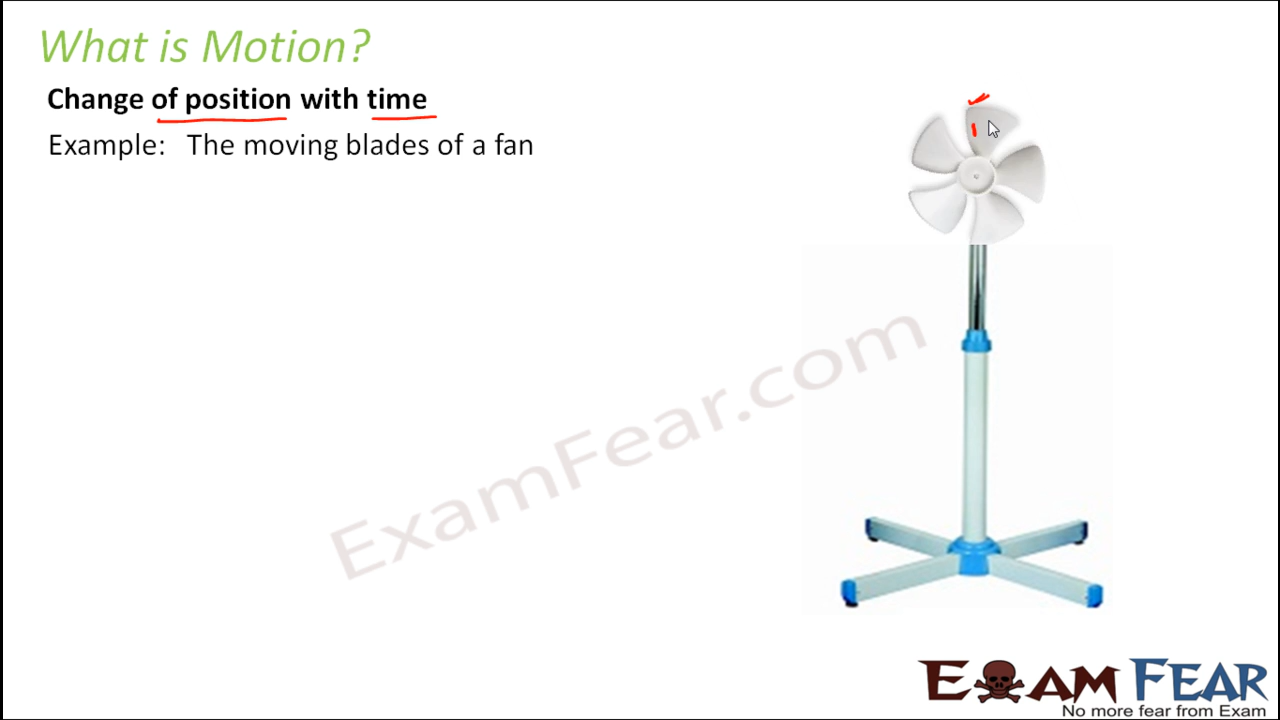 What is Motion?
Change of position with time
Example: The moving blades of a fan
ExamFear.com
EXAM FEAR
No more fear from Exam